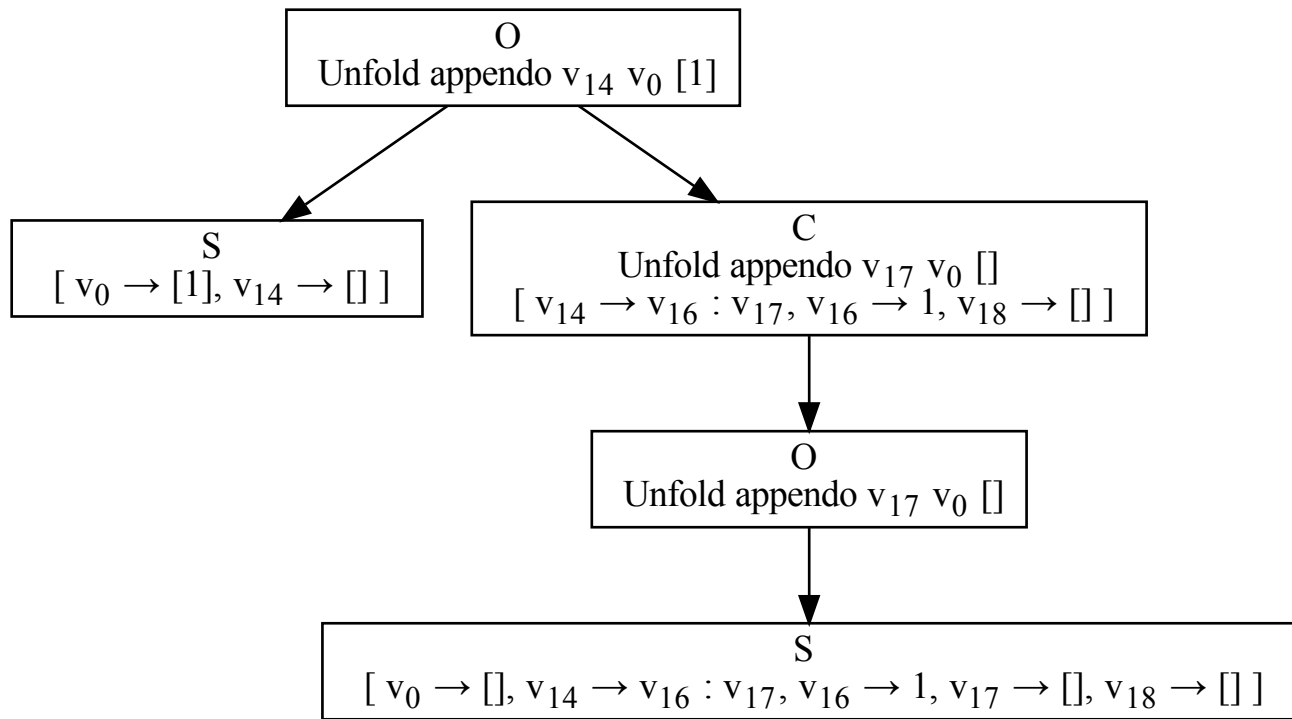 O
Unfold appendo v₁₄ v₀ [1]
S
[ v₀ → [1], v₁₄ → [] ]
C
Unfold appendo v₁₇ v₀ []
[ v₁₄ → v₁₆ : v₁₇, v₁₆ → 1, v₁₈ → [] ]
O
Unfold appendo v₁₇ v₀ []
S
[ v₀ → [], v₁₄ → v₁₆ : v₁₇, v₁₆ → 1, v₁₇ → [], v₁₈ → [] ]